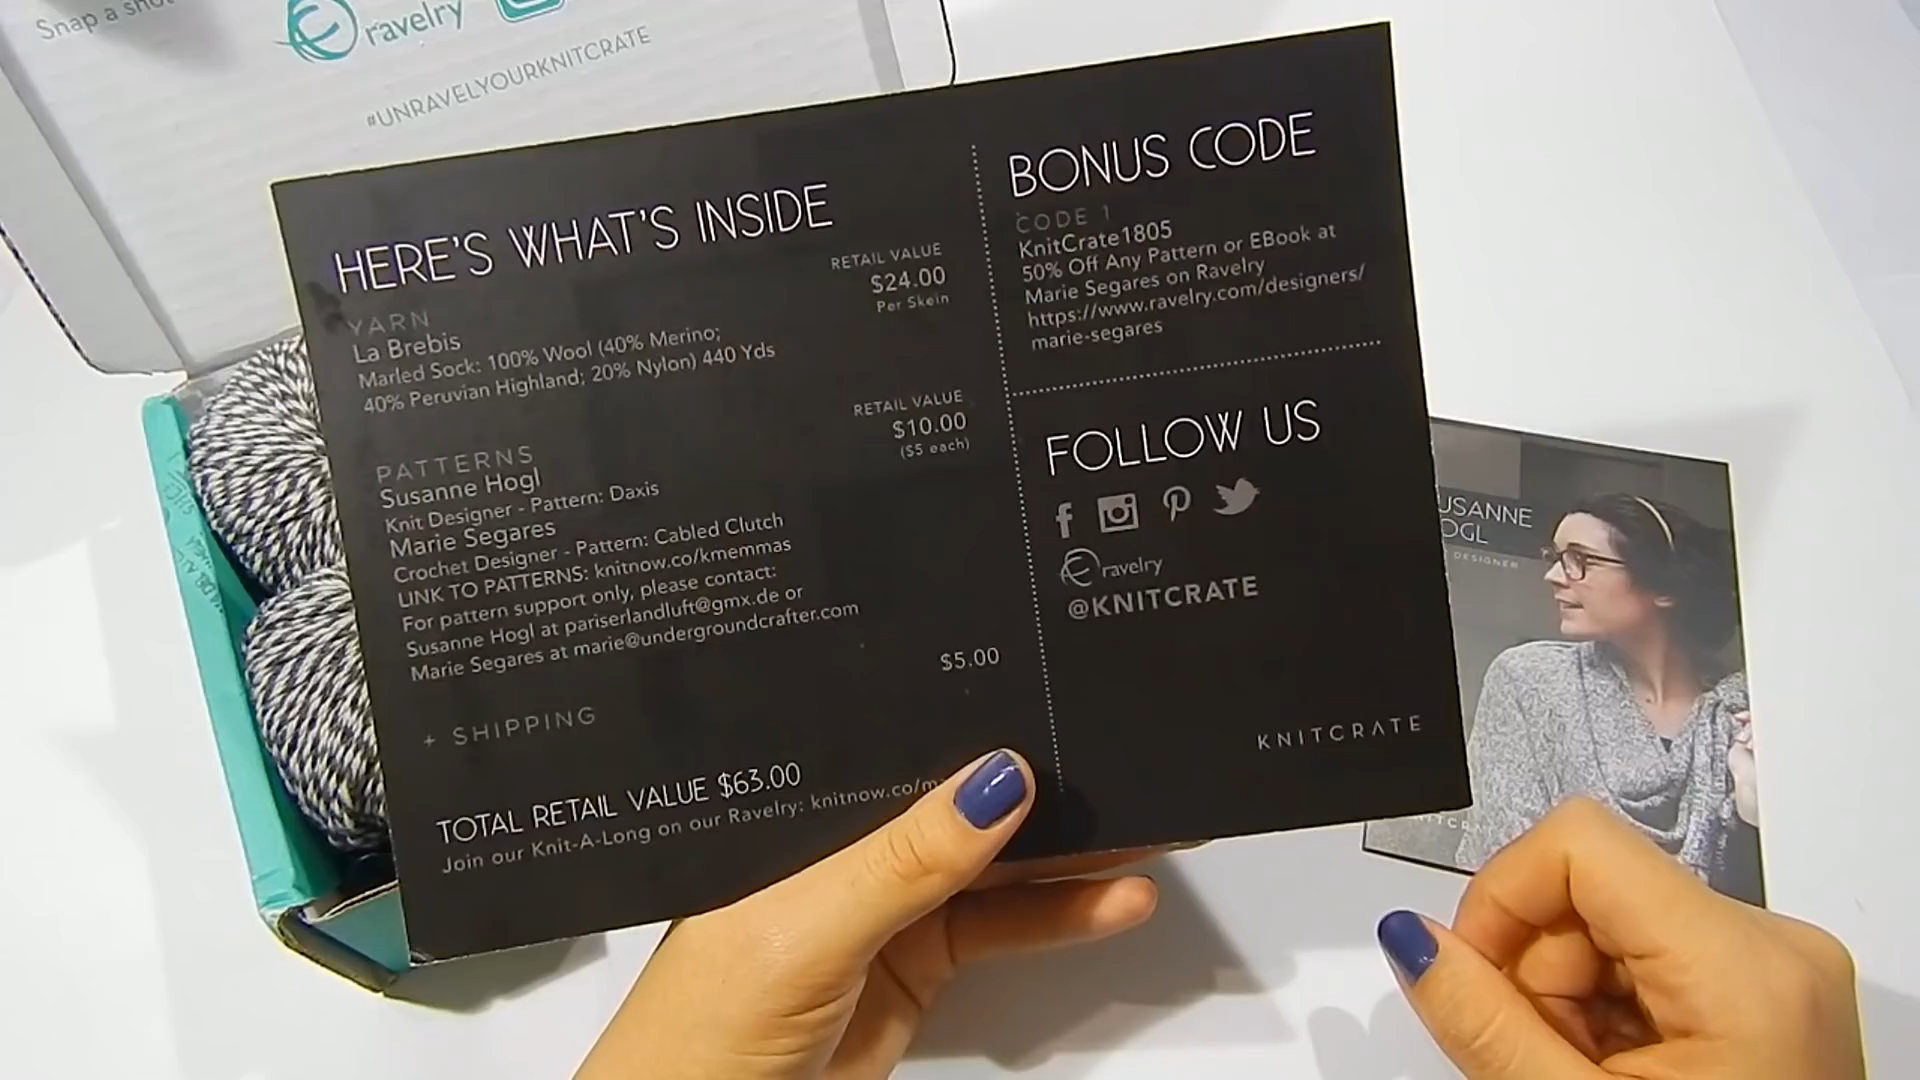 Snap a
ravelry
#UNRAVELYOURKNITCRATE
HERE'S WHAT'S INSIDE
RETAIL VALUE
$24.00
Per Skein
YARN
La Brebis
Marled Sock: 100% Wool (40% Merino;
40% Peruvian Highland; 20% Nylon) 440 Yds
RETAIL VALUE
$10.00
($5 each)
PATTERNS
Susanne Hogl
Knit Designer - Pattern: Daxis
Marie Segares
Crochet Designer - Pattern: Cabled Clutch
LINK TO PATTERNS: knitnow.co/kmemmas
For pattern support only, please contact:
Susanne Hogl at pariserlandluft@gmx.de or
Marie Segares at marie@undergroundcrafter.com
$5.00
+ SHIPPING
TOTAL RETAIL VALUE $63.00
Join our Knit-A-Long on our Ravelry: knitnow.co/m
BONUS CODE
CODE 1
KnitCrate1805
50% Off Any Pattern or EBook at
Marie Segares on Ravelry
https://www.ravelry.com/designers/
marie-segares
FOLLOW US
ravelry
@KNITCRATE
KNITCRATE
USANNE
OGL
DESIGNER